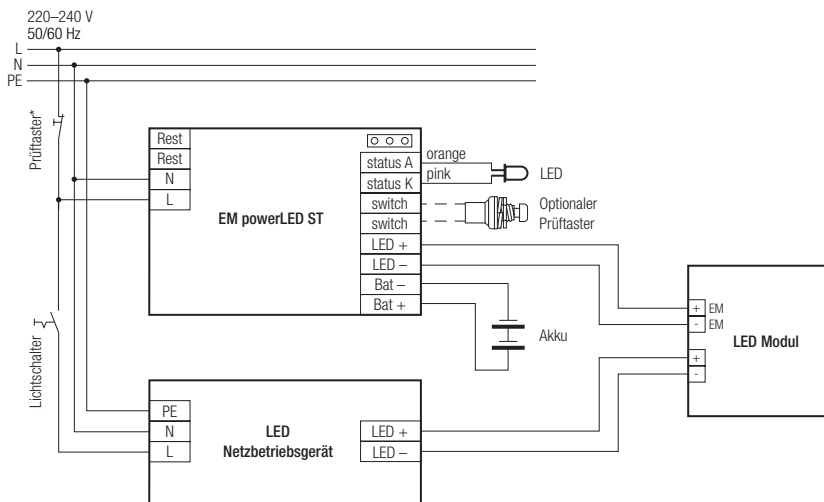 220–240 V
50/60 Hz
L
N
PE
Prüftaster*
Rest
Rest
N
L
EM powerLED ST
status A
status K
switch
switch
LED +
LED –
Bat –
Bat +
orange
pink
LED
Optionaler
Prüftaster
Akku
+ EM
- EM
+
-
LED Modul
Lichtschalter
PE
N
L
LED
Netzbetriebsgerät
LED +
LED –